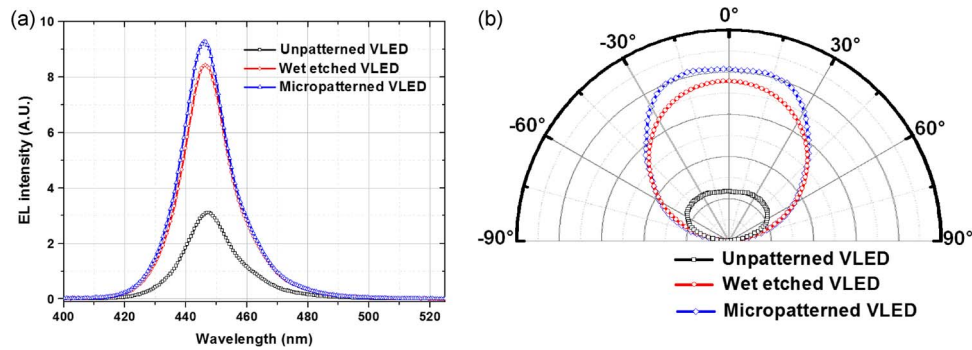 (a)
EL intensity (A.U.)
10
8
6
4
2
0
400
420
440
460
480
500
520
Wavelength (nm)
Unpatterned VLED
Wet etched VLED
Micropatterned VLED
(b)
0°
-30°
30°
-60°
60°
-90°
90°
Unpatterned VLED
Wet etched VLED
Micropatterned VLED